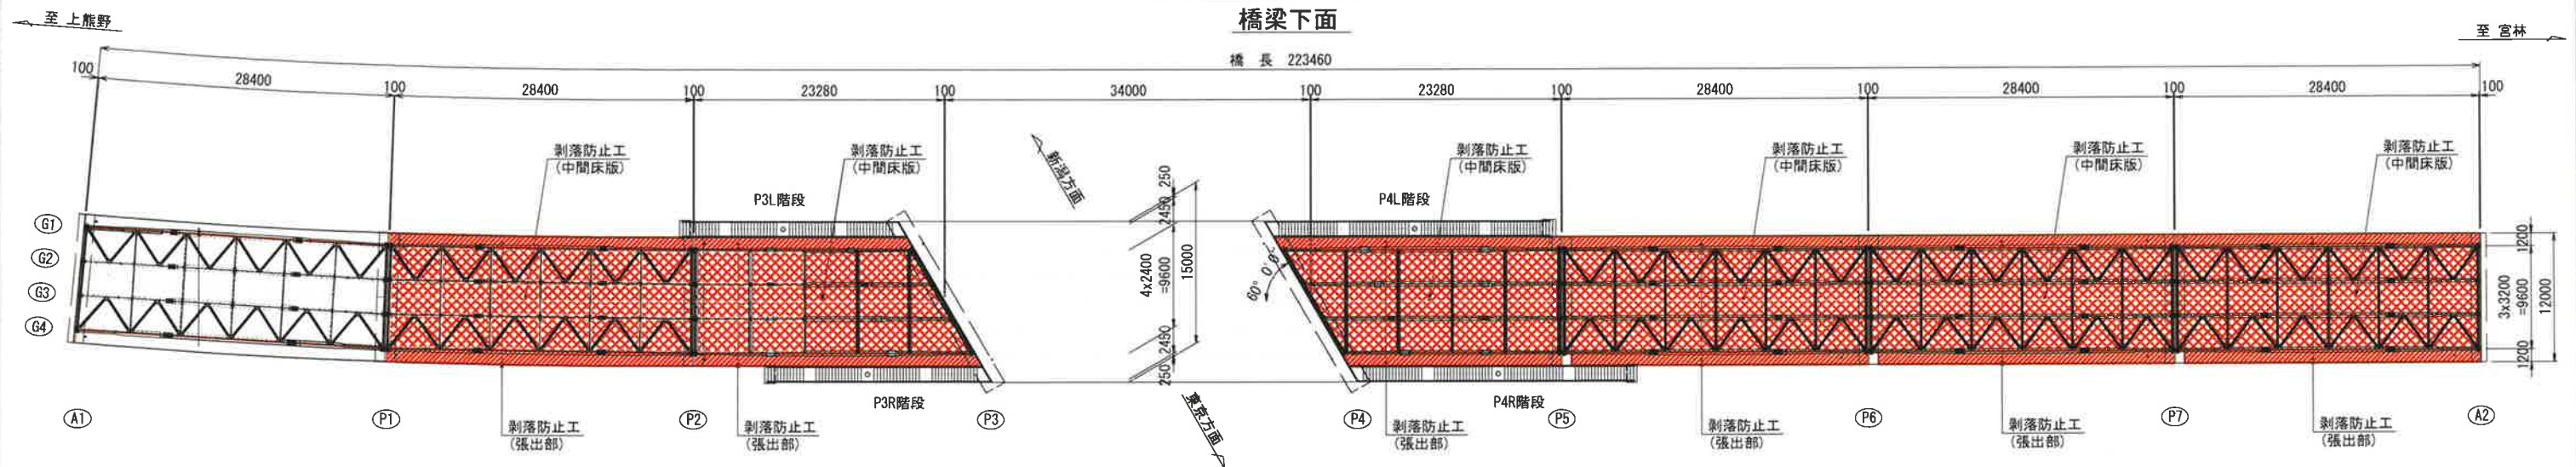 橋梁下面
至 上熊野
至 宮林
橋 長 223460
100
28400
100
28400
100
23280
100
34000
100
23280
100
28400
100
28400
100
28400
100
剥落防止工
(中間床版)
剥落防止工
(中間床版)
剥落防止工
(中間床版)
剥落防止工
(中間床版)
剥落防止工
(中間床版)
剥落防止工
(中間床版)
新潟方面
P3L階段
P4L階段
G1
G2
G3
G4
250
2450
4x2400
=9600
15000
2450
250
60° 0' 0"
1200
3x3200
=9600
12000
1200
P3R階段
P4R階段
東京方面
A1
P1
P2
P3
P4
P5
P6
P7
A2
剥落防止工
(張出部)
剥落防止工
(張出部)
剥落防止工
(張出部)
剥落防止工
(張出部)
剥落防止工
(張出部)
剥落防止工
(張出部)